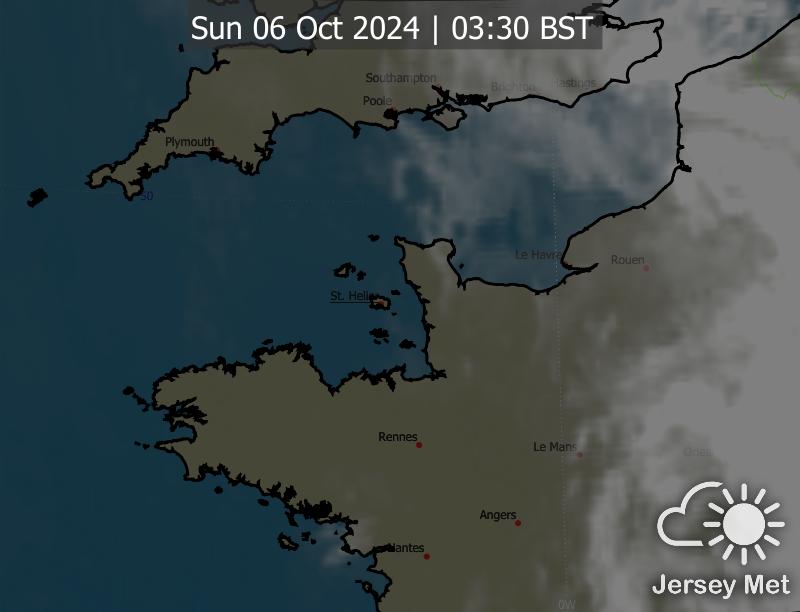 Sun 06 Oct 2024 | 03:30 BST
Southampton
Brighton
Hastings
Poole
Plymouth
50
Le Havre
Rouen
St. Helier
Rennes
Le Mans
Angers
Nantes
Jersey Met
0W